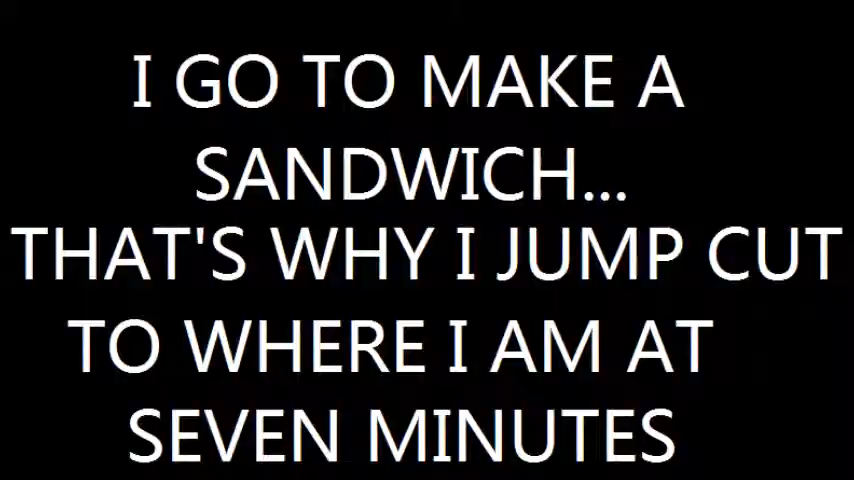 I GO TO MAKE A
SANDWICH...
THAT'S WHY I JUMP CUT
TO WHERE I AM AT
SEVEN MINUTES